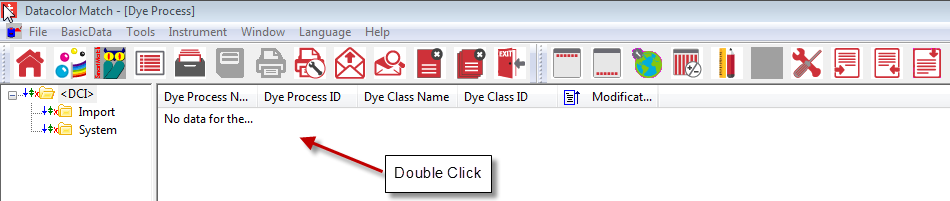 Datacolor Match - [Dye Process]
File BasicData Tools Instrument Window Language Help
EXIT
<DCI>
Import
System
Dye Process N... Dye Process ID Dye Class Name Dye Class ID Modificat...
No data for the...
Double Click